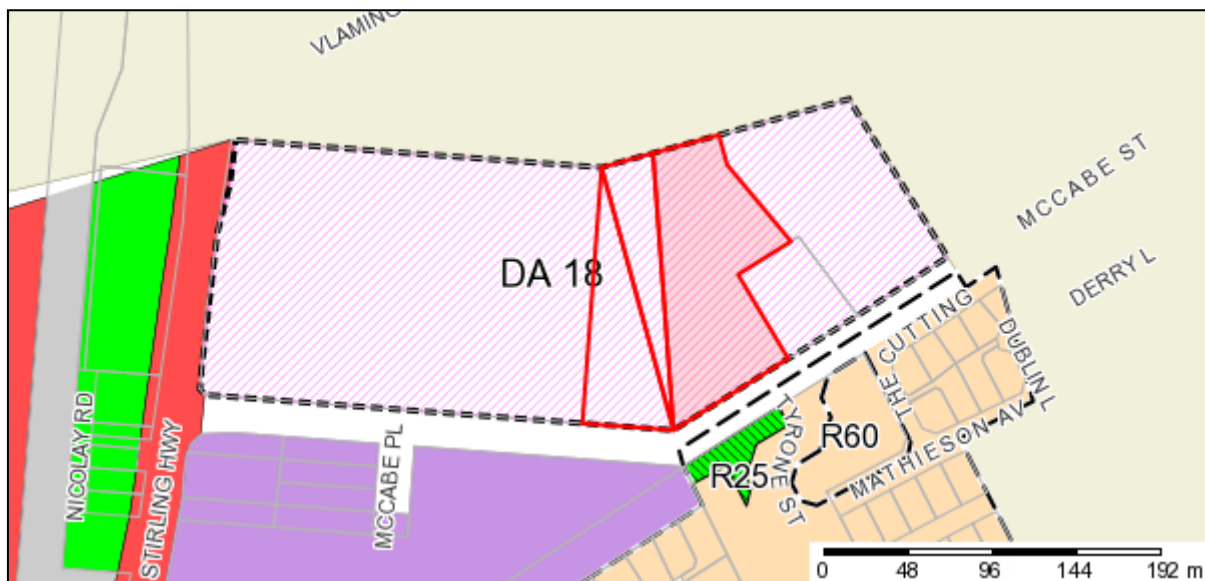 VLAMING
MCCABE ST
DERRY L
DA 18
THE CUTTING
DUBLIN L
NICOLAY RD
STIRLING HWY
MCCABE PL
TYRONE ST
R60
R25
MATHIESON AV
0 48 96 144 192 m